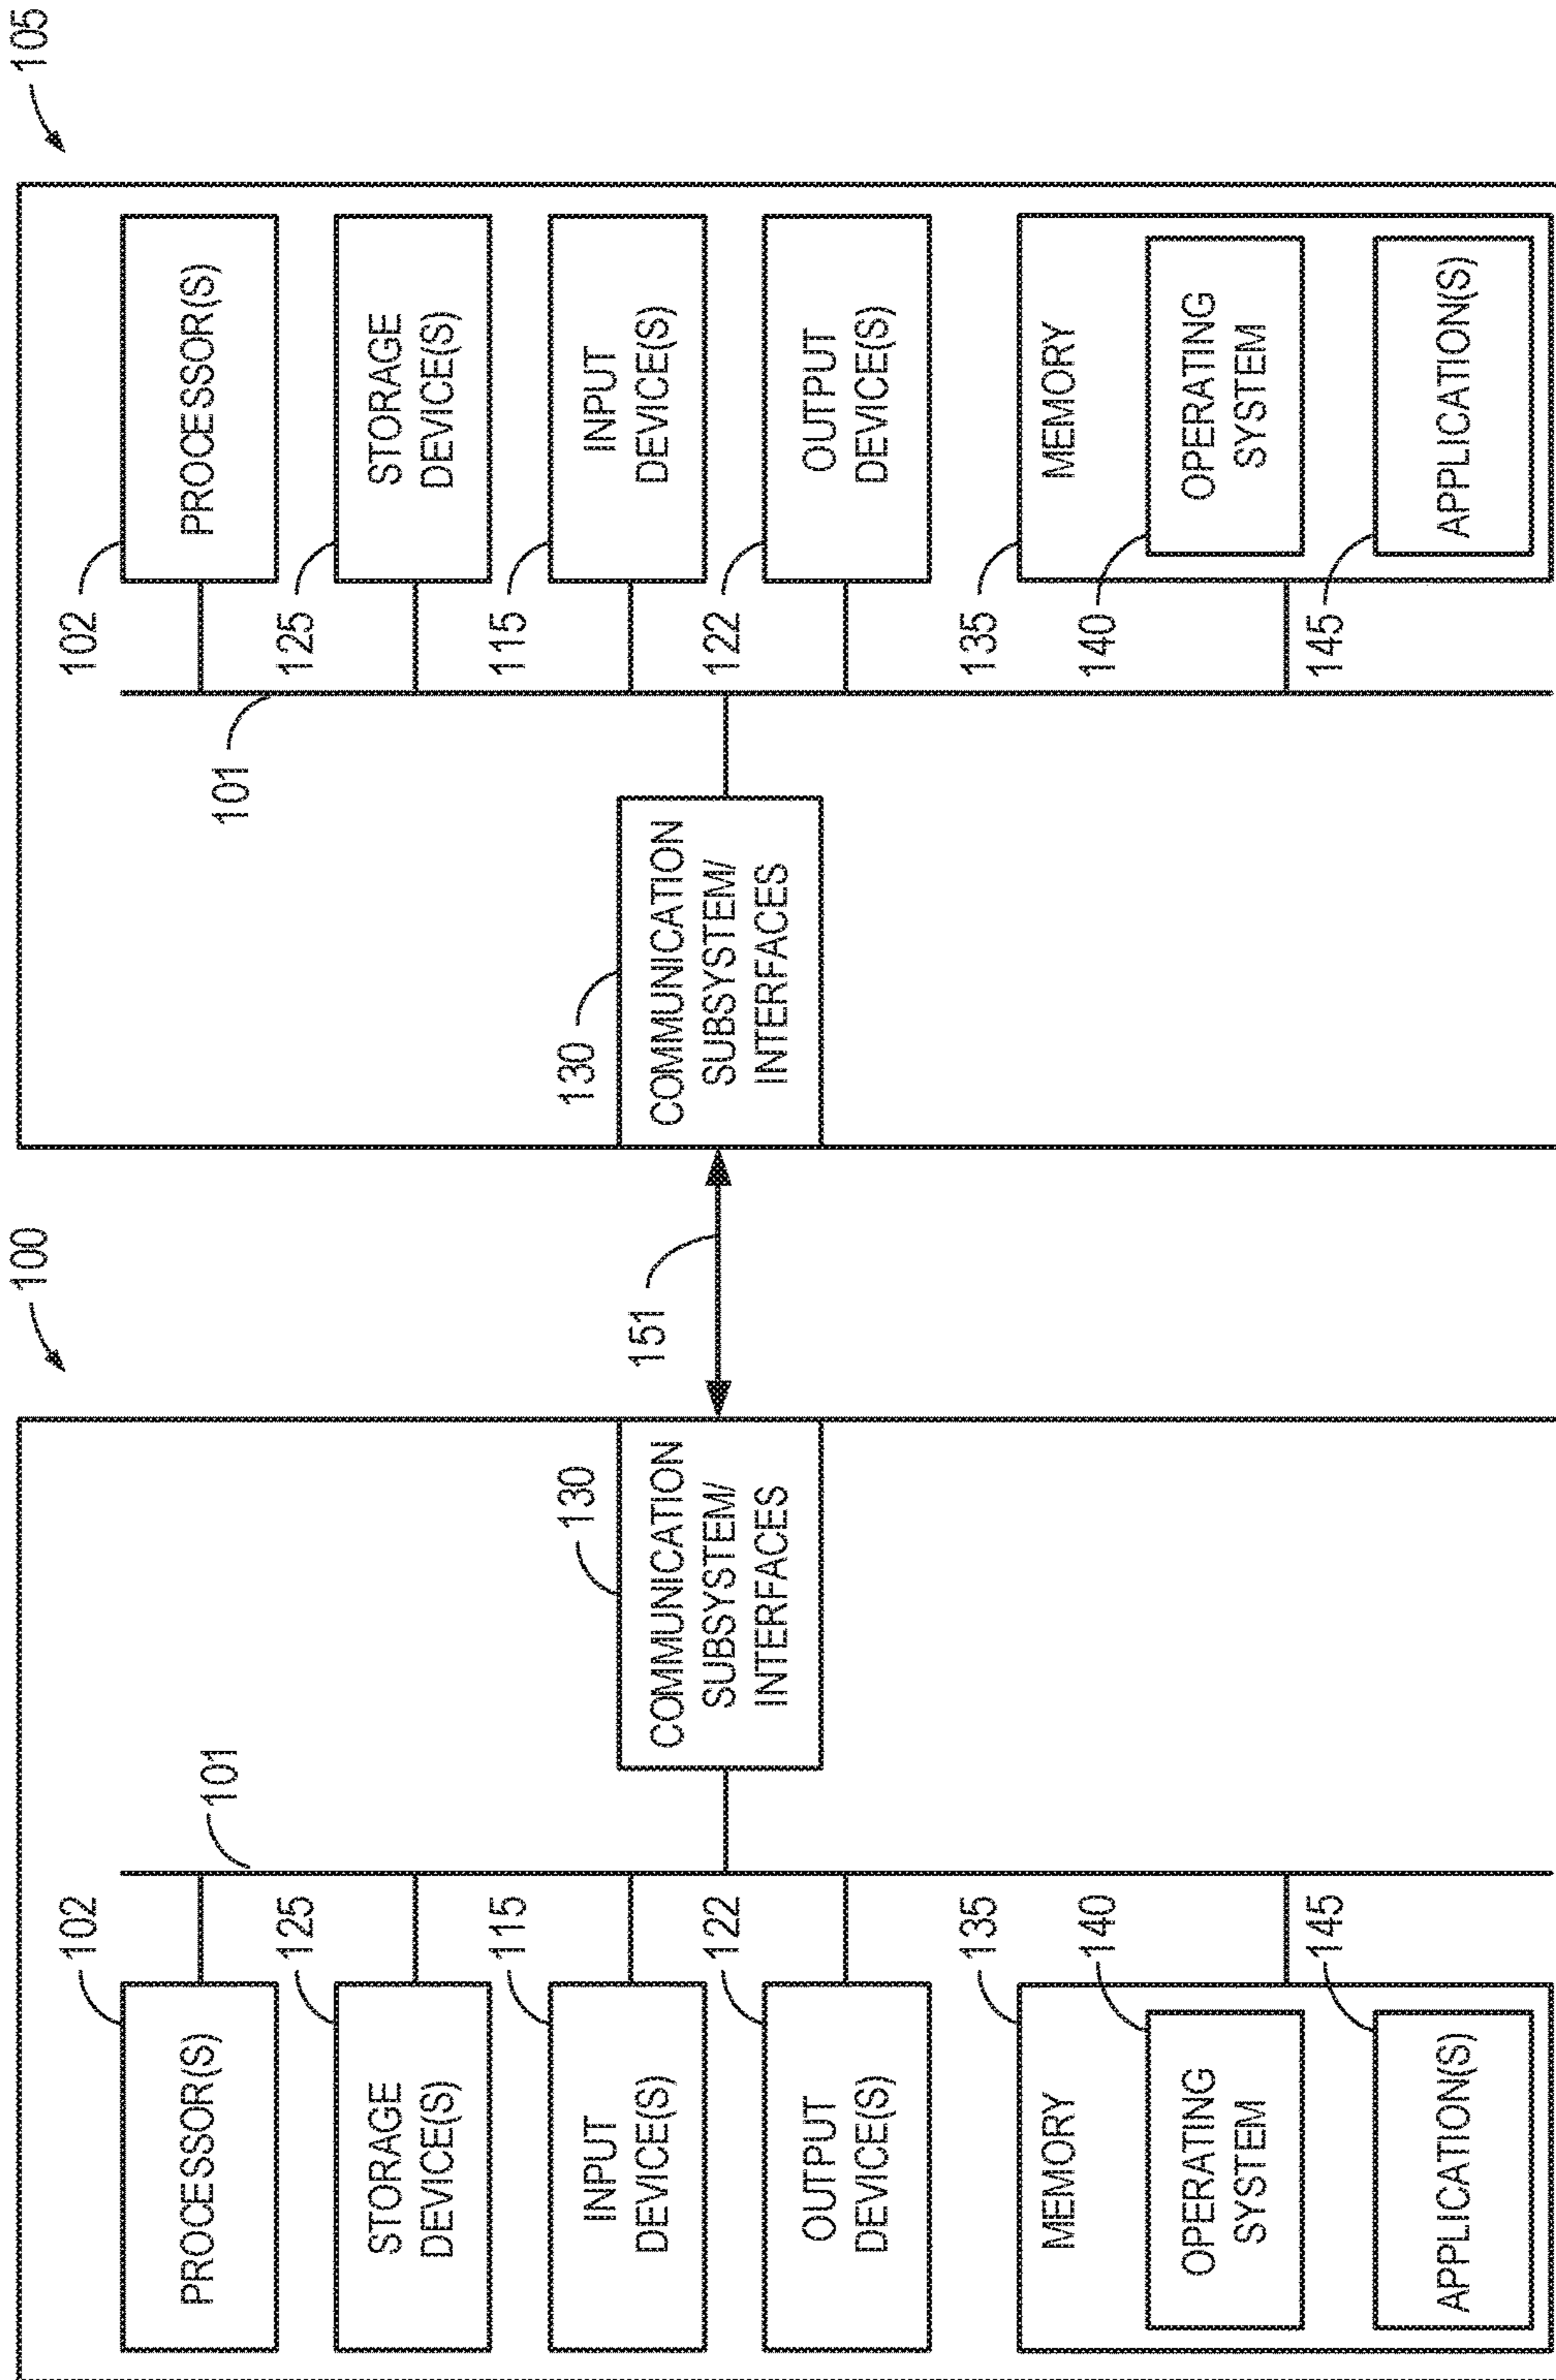 100
102
PROCESSOR(S)
101
125
STORAGE
DEVICE(S)
115
INPUT
DEVICE(S)
130
COMMUNICATION
SUBSYSTEM/
INTERFACES
122
OUTPUT
DEVICE(S)
135
MEMORY
140
OPERATING
SYSTEM
145
APPLICATION(S)
151
105
102
PROCESSOR(S)
101
125
STORAGE
DEVICE(S)
115
INPUT
DEVICE(S)
130
COMMUNICATION
SUBSYSTEM/
INTERFACES
122
OUTPUT
DEVICE(S)
135
MEMORY
140
OPERATING
SYSTEM
145
APPLICATION(S)